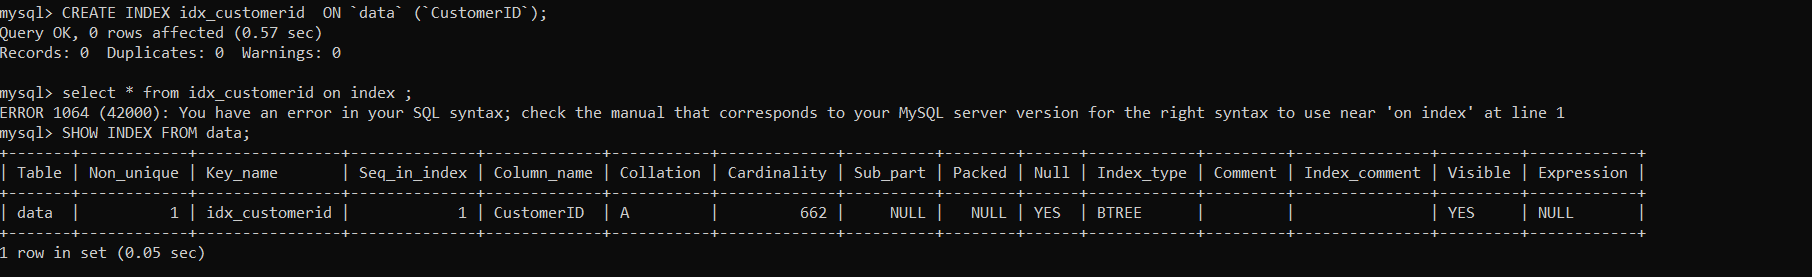 mysql> CREATE INDEX idx_customerid  ON `data` (`CustomerID`);
Query OK, 0 rows affected (0.57 sec)
Records: 0  Duplicates: 0  Warnings: 0

mysql> select * from idx_customerid on index ;
ERROR 1064 (42000): You have an error in your SQL syntax; check the manual that corresponds to your MySQL server version for the right syntax to use near 'on index' at line 1
mysql> SHOW INDEX FROM data;
+-------+------------+----------------+--------------+-------------+-----------+-------------+----------+--------+------+------------+---------+---------------+---------+------------+
| Table | Non_unique | Key_name       | Seq_in_index | Column_name | Collation | Cardinality | Sub_part | Packed | Null | Index_type | Comment | Index_comment | Visible | Expression |
+-------+------------+----------------+--------------+-------------+-----------+-------------+----------+--------+------+------------+---------+---------------+---------+------------+
| data  |          1 | idx_customerid |            1 | CustomerID  | A         |         662 |     NULL |   NULL | YES  | BTREE      |         |               | YES     | NULL       |
+-------+------------+----------------+--------------+-------------+-----------+-------------+----------+--------+------+------------+---------+---------------+---------+------------+
1 row in set (0.05 sec)